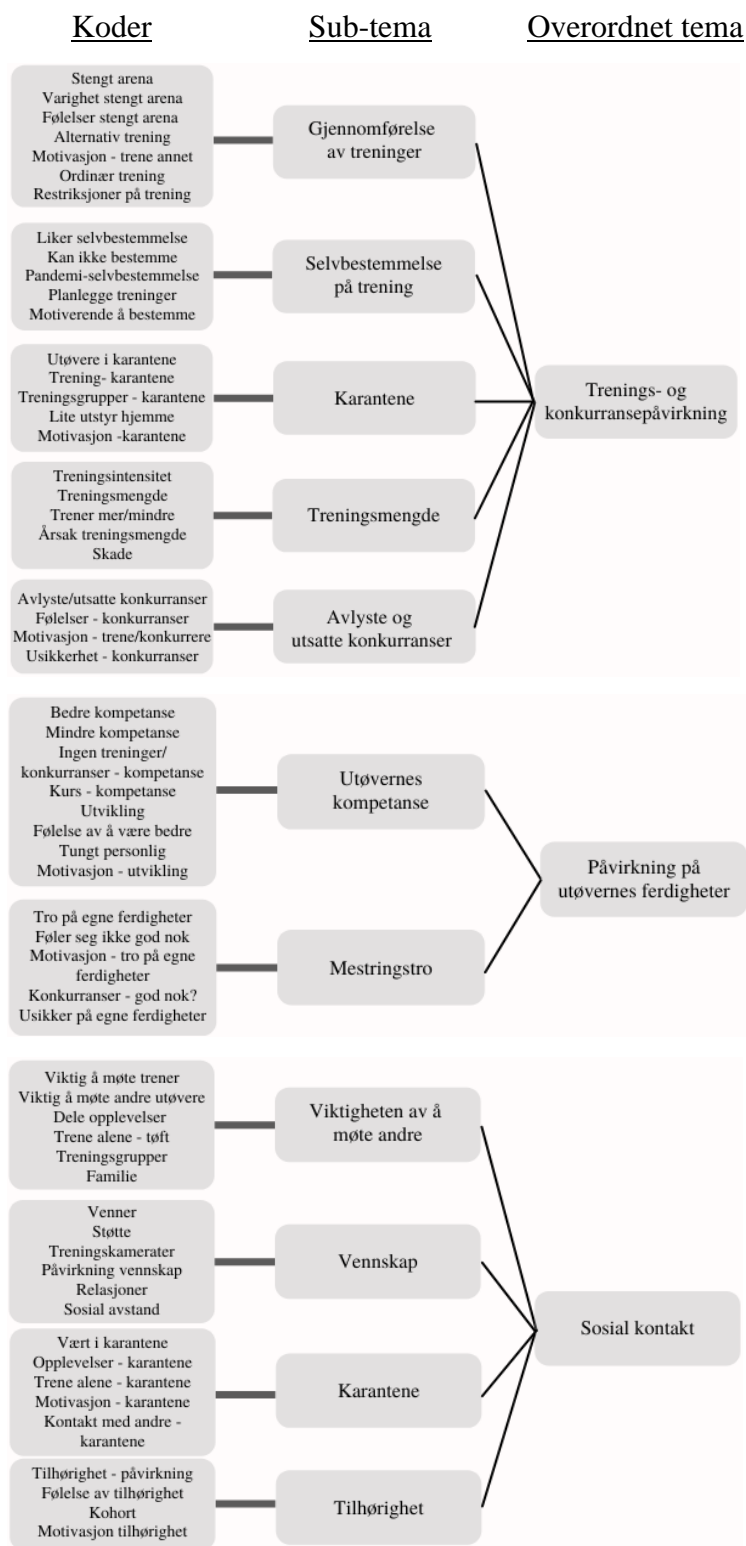 Koder
Sub-tema
Overordnet tema
Stengt arena
Varighet stengt arena
Følelser stengt arena
Alternativ trening
Motivasjon - trene annet
Ordinær trening
Restriksjoner på trening
Gjennomførelse
av treninger
Liker selvbestemmelse
Kan ikke bestemme
Pandemi-selvbestemmelse
Planlegge treninger
Motiverende å bestemme
Selvbestemmelse
på trening
Utøvere i karantene
Trening- karantene
Treningsgrupper - karantene
Lite utstyr hjemme
Motivasjon -karantene
Karantene
Trenings- og
konkurransepåvirkning
Treningsintensitet
Treningsmengde
Trener mer/mindre
Årsak treningsmengde
Skade
Treningsmengde
Avlyste/utsatte konkurranser
Følelser - konkurranser
Motivasjon - trene/konkurrere
Usikkerhet - konkurranser
Avlyste og
utsatte konkurranser
Bedre kompetanse
Mindre kompetanse
Ingen treninger/
konkurranser - kompetanse
Kurs - kompetanse
Utvikling
Følelse av å være bedre
Tungt personlig
Motivasjon - utvikling
Utøvernes
kompetanse
Påvirkning på
utøvernes ferdigheter
Tro på egne ferdigheter
Føler seg ikke god nok
Motivasjon - tro på egne
ferdigheter
Konkurranser - god nok?
Usikker på egne ferdigheter
Mestringstro
Viktig å møte trener
Viktig å møte andre utøvere
Dele opplevelser
Trene alene - tøft
Treningsgrupper
Familie
Viktigheten av å
møte andre
Venner
Støtte
Treningskamerater
Påvirkning vennskap
Relasjoner
Sosial avstand
Vennskap
Sosial kontakt
Vært i karantene
Opplevelser - karantene
Trene alene - karantene
Motivasjon - karantene
Kontakt med andre -
karantene
Karantene
Tilhørighet - påvirkning
Følelse av tilhørighet
Kohort
Motivasjon tilhørighet
Tilhørighet